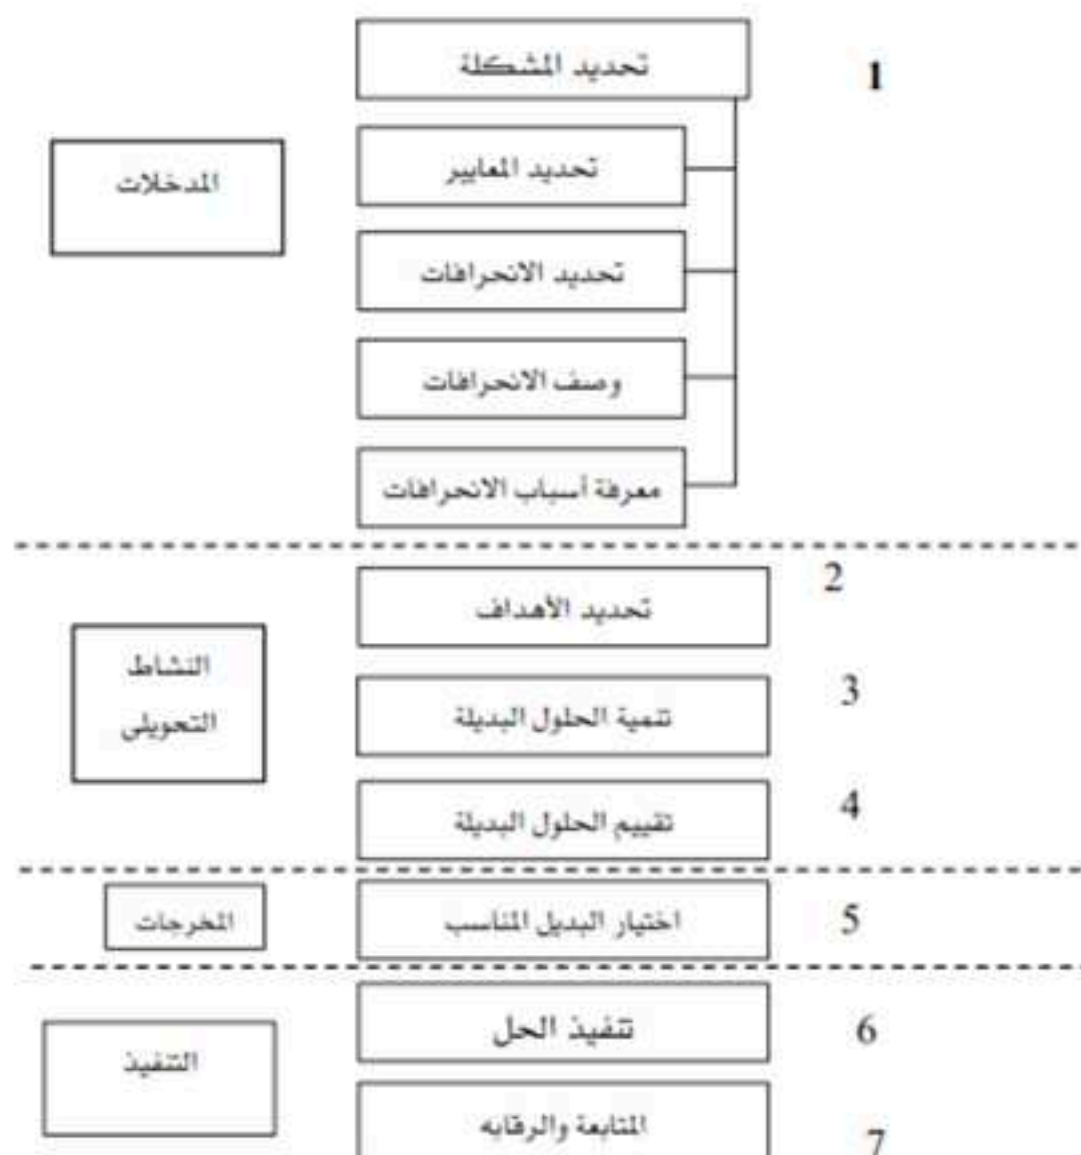 تحديد المشكلة
1
تحديد المعايير
المدخلات
تحديد الانحرافات
وصف الانحرافات
معرفة أسباب الانحرافات
2
تحديد الأهداف
النشاط
التحويلى
3
تنمية الحلول البديلة
4
تقييم الحلول البديلة
5
اختيار البديل المناسب
المخرجات
6
تنفيذ الحل
التنفيذ
المتابعة والرقابه
7